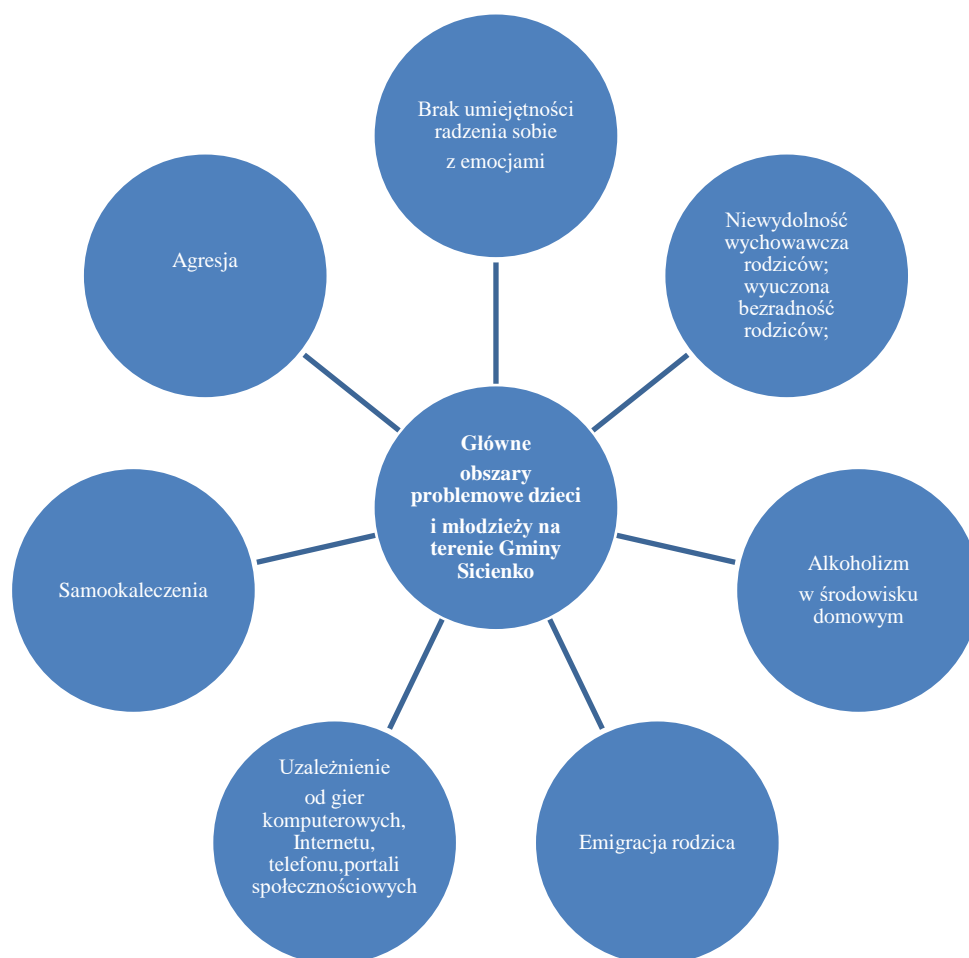 Brak umiejętności
radzenia sobie
z emocjami
Niewydolność
wychowawcza
rodziców;
wyuczona
bezradność
rodziców;
Agresja
Główne
obszary
problemowe dzieci
i młodzieży na
terenie Gminy
Sicienko
Alkoholizm
w środowisku
domowym
Samookaleczenia
Uzależnienie
od gier
komputerowych,
Internetu,
telefonu,portali
społecznościowych
Emigracja rodzica